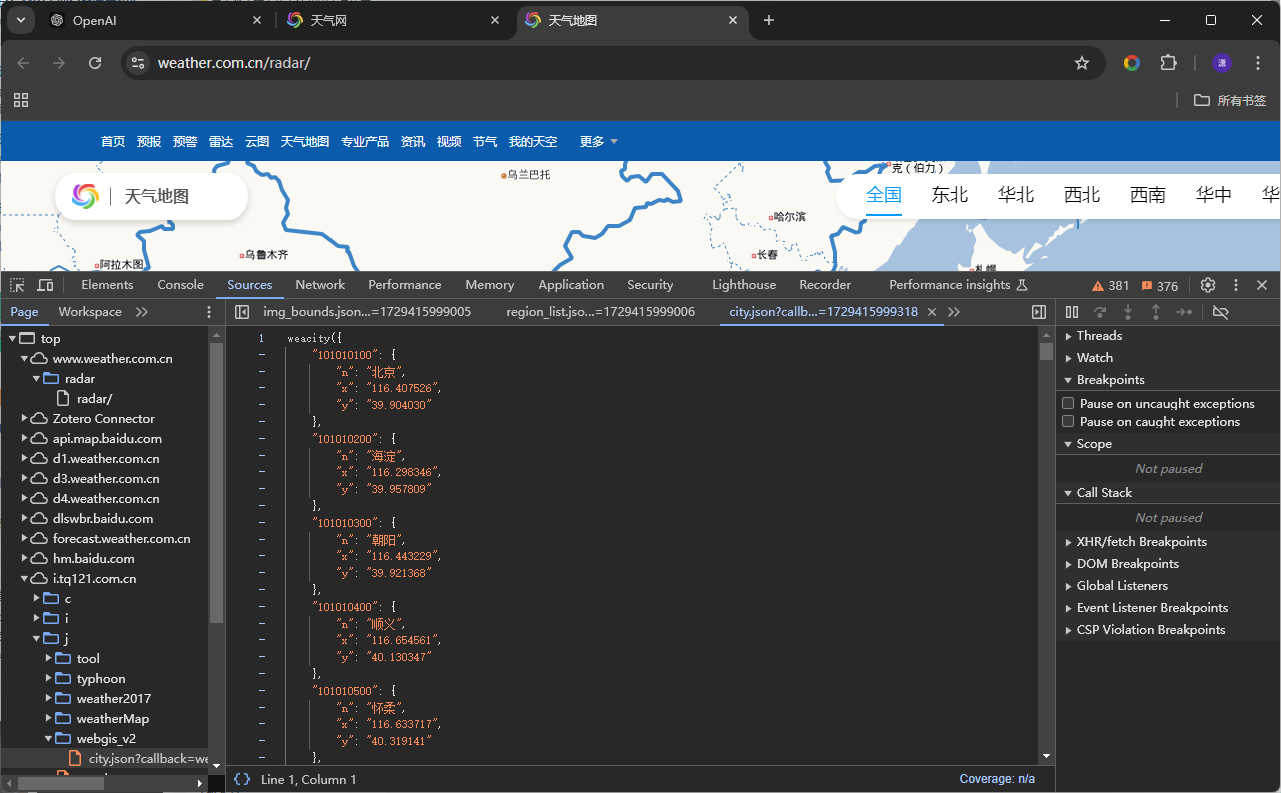 OpenAI
天气网
天气地图
weather.com.cn/radar/
潇
所有书签
首页 预报 预警 雷达 云图 天气地图 专业产品 资讯 视频 节气 我的天空 更多
乌兰巴托
克（伯力）
天气地图
全国 东北 华北 西北 西南 华中 华
哈尔滨
乌鲁木齐
长春
阿拉木图
札幌
Elements Console Sources Network Performance Memory Application Security Lighthouse Recorder Performance insights 381 376
Page Workspace
img_bounds.json...=1729415999005 region_list.jso...=1729415999006 city.json?callb...=1729415999318
top
www.weather.com.cn
radar
radar/
Zotero Connector
api.map.baidu.com
d1.weather.com.cn
d3.weather.com.cn
d4.weather.com.cn
dlswbr.baidu.com
forecast.weather.com.cn
hm.baidu.com
i.tq121.com.cn
c
i
j
tool
typhoon
weather2017
weatherMap
webgis_v2
city.json?callback=we
1 weacity({
- "101010100": {
- "n": "北京",
- "x": "116.407526",
- "y": "39.904030"
- },
- "101010200": {
- "n": "海淀",
- "x": "116.298346",
- "y": "39.957809"
- },
- "101010300": {
- "n": "朝阳",
- "x": "116.443229",
- "y": "39.921368"
- },
- "101010400": {
- "n": "顺义",
- "x": "116.654561",
- "y": "40.130347"
- },
- "101010500": {
- "n": "怀柔",
- "x": "116.633717",
- "y": "40.319141"
- },
{} Line 1, Column 1
Coverage: n/a
Threads
Watch
Breakpoints
Pause on uncaught exceptions
Pause on caught exceptions
Scope
Not paused
Call Stack
Not paused
XHR/fetch Breakpoints
DOM Breakpoints
Global Listeners
Event Listener Breakpoints
CSP Violation Breakpoints